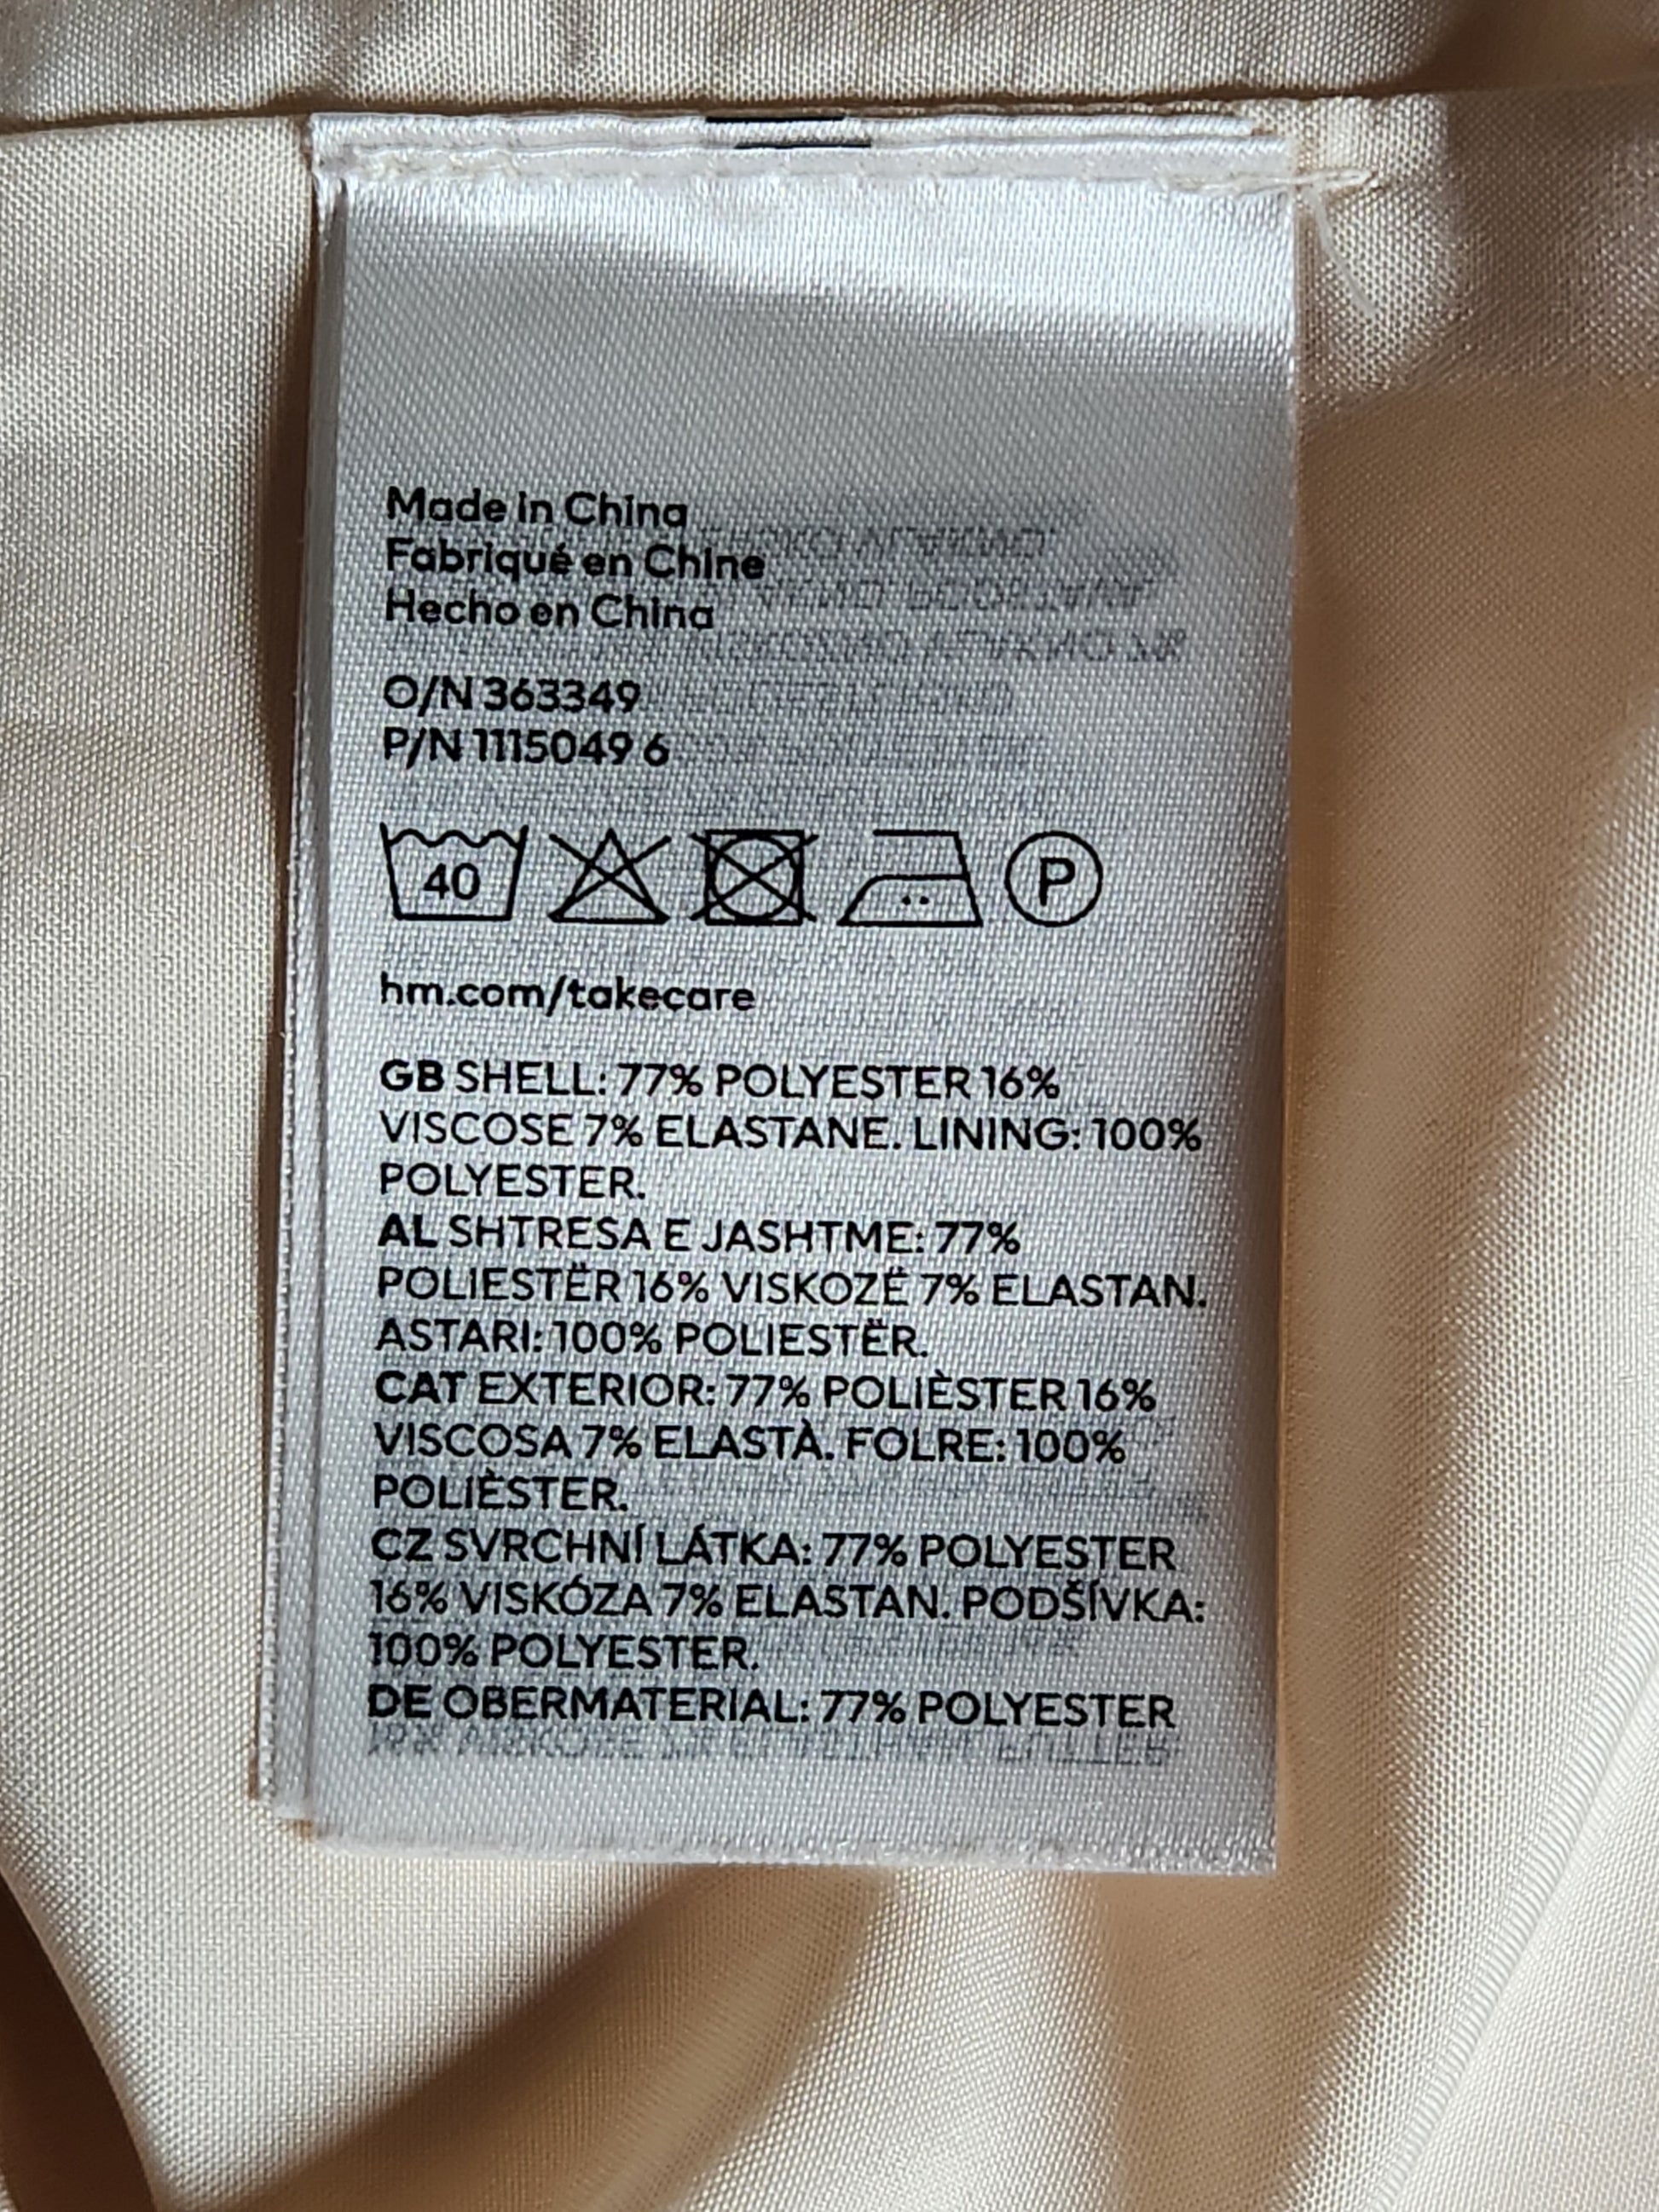 Made in China
Fabriqué en Chine
Hecho en China
O/N 363349
P/N 1115049 6
40
P
hm.com/takecare
GB SHELL: 77% POLYESTER 16%
VISCOSE 7% ELASTANE. LINING: 100%
POLYESTER.
AL SHTRESA E JASHTME: 77%
POLIESTËR 16% VISKOZË 7% ELASTAN.
ASTARI: 100% POLIESTËR.
CAT EXTERIOR: 77% POLIÈSTER 16%
VISCOSA 7% ELASTÀ. FOLRE: 100%
POLIÈSTER.
CZ SVRCHNÍ LÁTKA: 77% POLYESTER
16% VISKÓZA 7% ELASTAN. PODŠÍVKA:
100% POLYESTER.
DE OBERMATERIAL: 77% POLYESTER